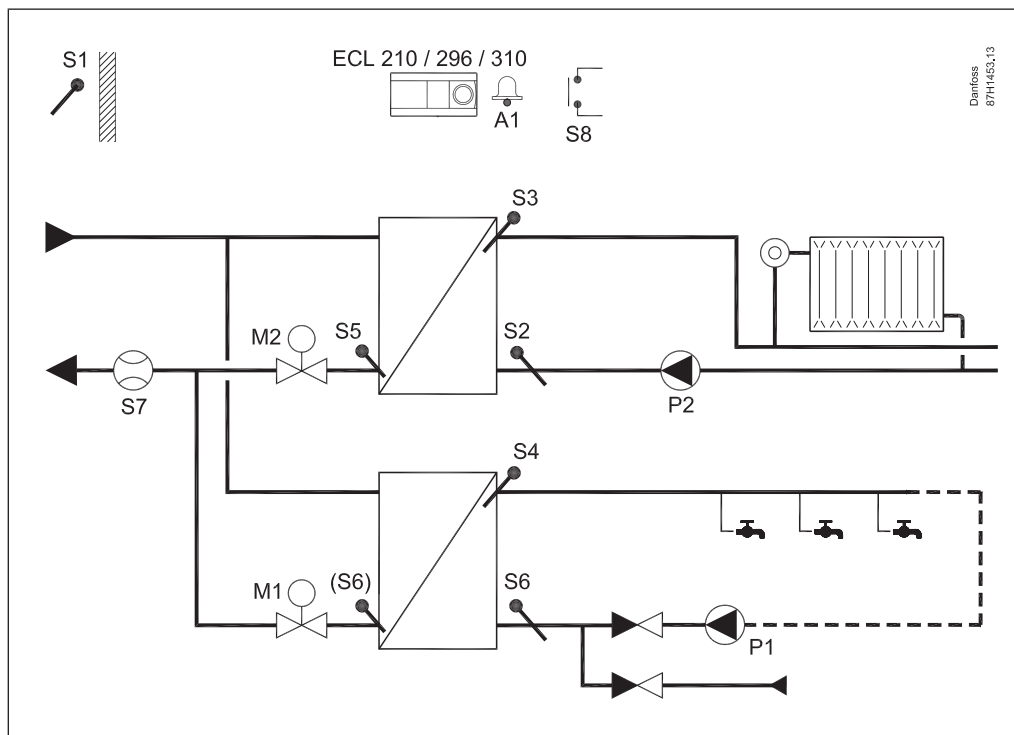 S1
ECL 210 / 296 / 310
A1
S8
Danfoss
87H1453.13
S3
M2
S5
S2
S7
P2
S4
M1
(S6)
S6
P1